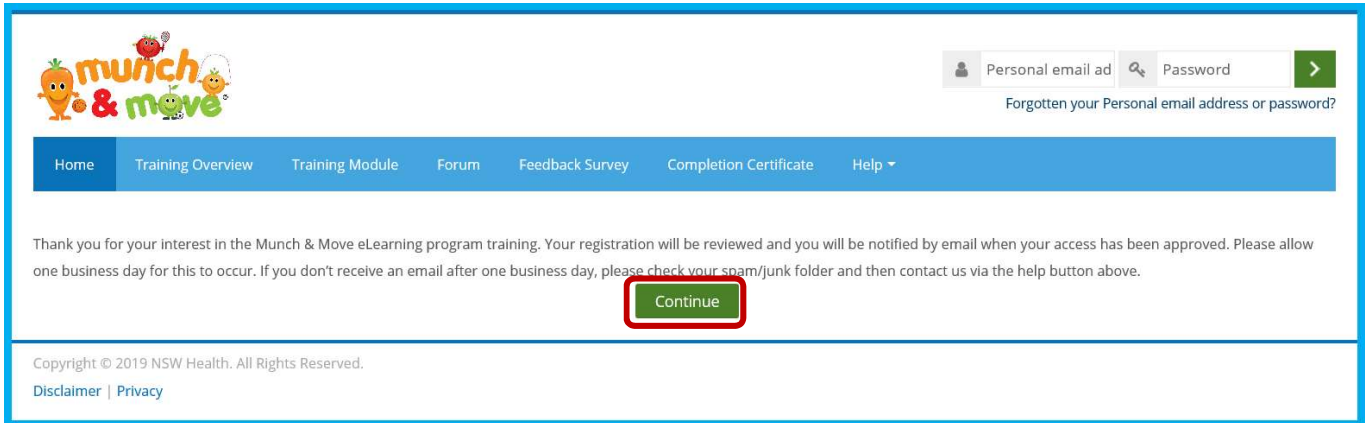 munch
& move
Personal email ad
Password
Forgotten your Personal email address or password?
Home Training Overview Training Module Forum Feedback Survey Completion Certificate Help
Thank you for your interest in the Munch & Move eLearning program training. Your registration will be reviewed and you will be notified by email when your access has been approved. Please allow
one business day for this to occur. If you don't receive an email after one business day, please check your spam/junk folder and then contact us via the help button above.
Continue
Copyright © 2019 NSW Health. All Rights Reserved.
Disclaimer | Privacy